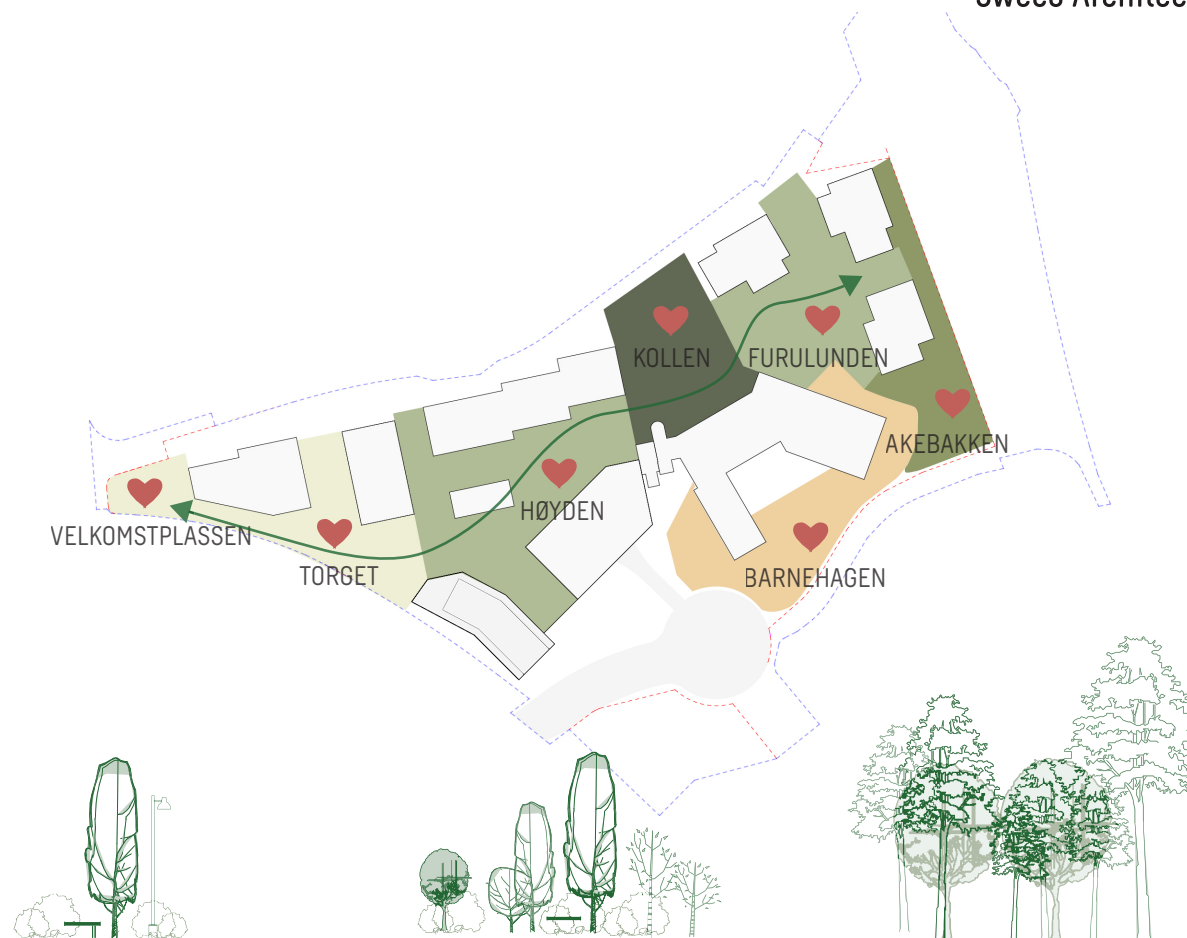 KOLLEN
FURULUNDEN
AKEBAKKEN
HØYDEN
VELKOMSTPLASSEN
TORGET
BARNEHAGEN